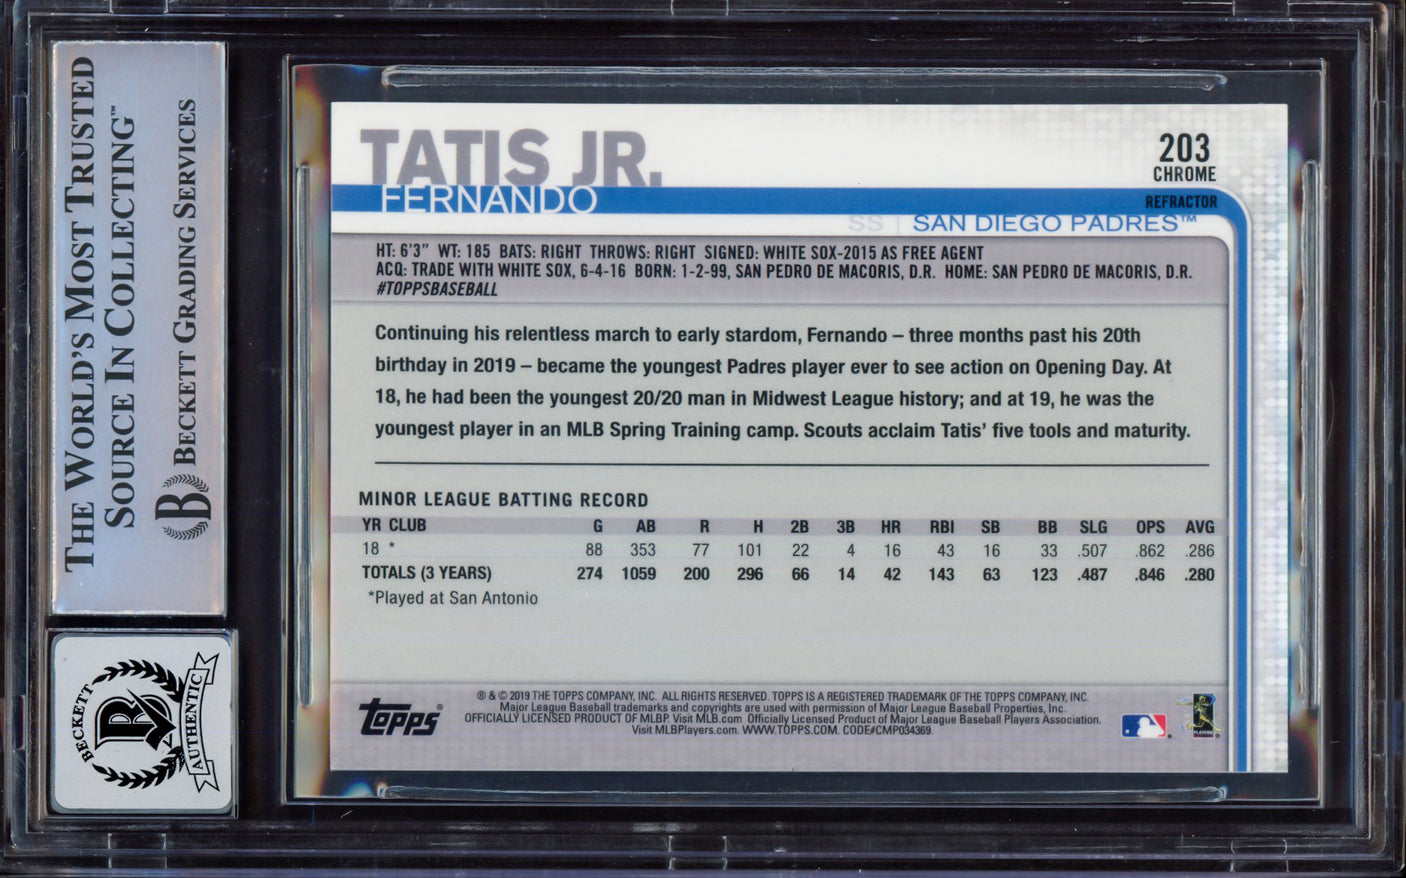 THE WORLD'S MOST TRUSTED
SOURCE IN COLLECTING™
B BECKETT GRADING SERVICES
BECKETT
B
AUTHENTIC
TATIS JR.
FERNANDO
203
CHROME
REFRACTOR
SS | SAN DIEGO PADRES™
HT: 6'3" WT: 185 BATS: RIGHT THROWS: RIGHT SIGNED: WHITE SOX-2015 AS FREE AGENT
ACQ: TRADE WITH WHITE SOX, 6-4-16 BORN: 1-2-99, SAN PEDRO DE MACORIS, D.R. HOME: SAN PEDRO DE MACORIS, D.R.
#TOPPSBASEBALL
Continuing his relentless march to early stardom, Fernando – three months past his 20th
birthday in 2019 – became the youngest Padres player ever to see action on Opening Day. At
18, he had been the youngest 20/20 man in Midwest League history; and at 19, he was the
youngest player in an MLB Spring Training camp. Scouts acclaim Tatis' five tools and maturity.
MINOR LEAGUE BATTING RECORD
YR CLUB G AB R H 2B 3B HR RBI SB BB SLG OPS AVG
18 * 88 353 77 101 22 4 16 43 16 33 .507 .862 .286
TOTALS (3 YEARS) 274 1059 200 296 66 14 42 143 63 123 .487 .846 .280
*Played at San Antonio
topps®
® & © 2019 THE TOPPS COMPANY, INC. ALL RIGHTS RESERVED. TOPPS IS A REGISTERED TRADEMARK OF THE TOPPS COMPANY, INC.
Major League Baseball trademarks and copyrights are used with permission of Major League Baseball Properties, Inc.
OFFICIALLY LICENSED PRODUCT OF MLBP. Visit MLB.com Officially Licensed Product of Major League Baseball Players Association.
Visit MLBPlayers.com. WWW.TOPPS.COM. CODE#CMP034369.
PLAYERS